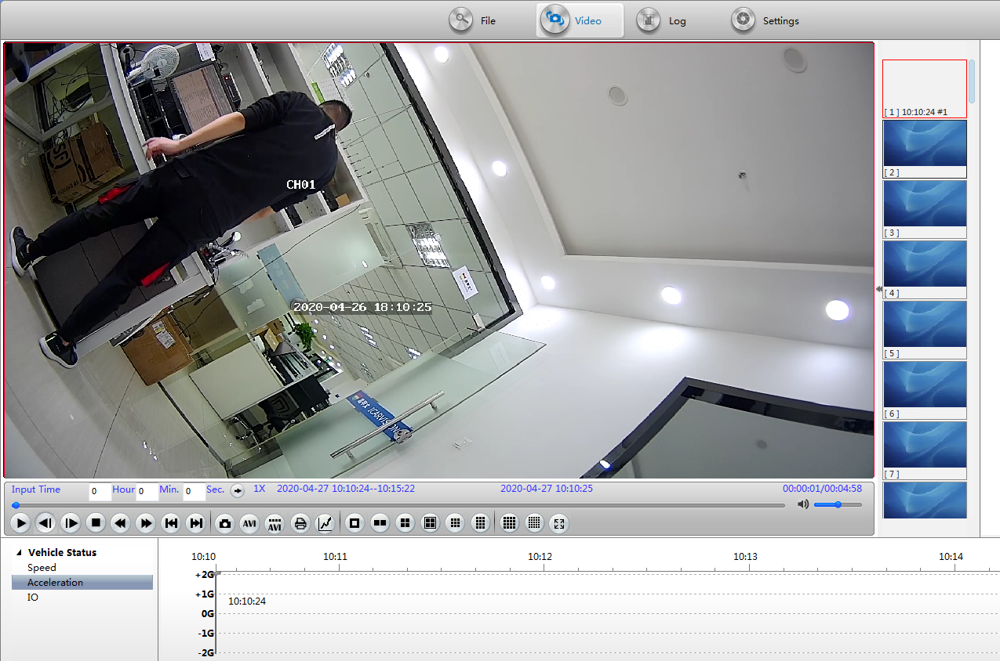 File
Video
Log
Settings
CH01
2020-04-26 18:10:25
ICARVISION
[ 1 ] 10:10:24 #1
[ 2 ]
[ 3 ]
[ 4 ]
[ 5 ]
[ 6 ]
[ 7 ]
Input Time 0 Hour 0 Min. 0 Sec. 1X 2020-04-27 10:10:24--10:15:22 2020-04-27 10:10:25 00:00:01/00:04:58
AVI
AVI
Vehicle Status
Speed
Acceleration
IO
10:10 10:11 10:12 10:13 10:14
+2G
+1G
10:10:24
0G
-1G
-2G